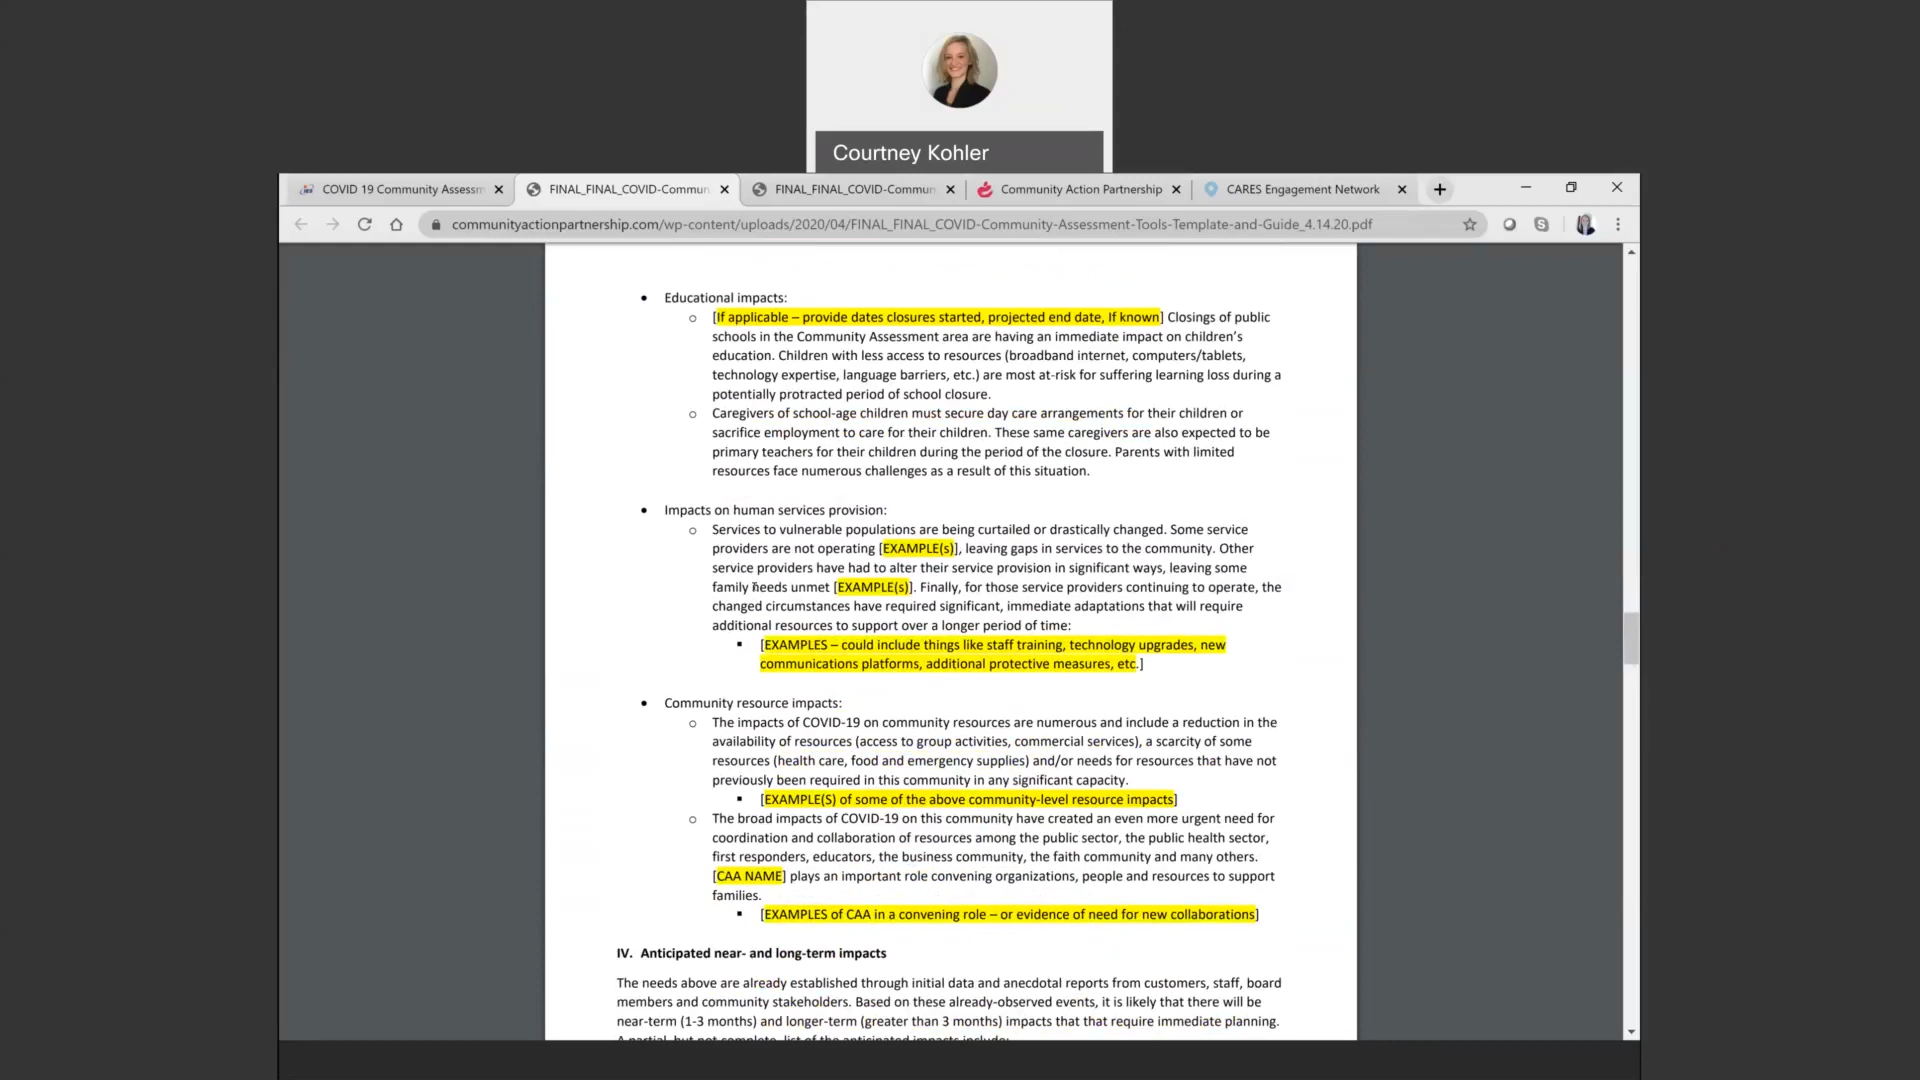 Courtney Kohler
COVID 19 Community Assessm
FINAL_FINAL_COVID-Commun
FINAL_FINAL_COVID-Commun
Community Action Partnership
CARES Engagement Network
communityactionpartnership.com/wp-content/uploads/2020/04/FINAL_FINAL_COVID-Community-Assessment-Tools-Template-and-Guide_4.14.20.pdf
• Educational impacts:
o [If applicable – provide dates closures started, projected end date, If known] Closings of public
schools in the Community Assessment area are having an immediate impact on children's
education. Children with less access to resources (broadband internet, computers/tablets,
technology expertise, language barriers, etc.) are most at-risk for suffering learning loss during a
potentially protracted period of school closure.
o Caregivers of school-age children must secure day care arrangements for their children or
sacrifice employment to care for their children. These same caregivers are also expected to be
primary teachers for their children during the period of the closure. Parents with limited
resources face numerous challenges as a result of this situation.
• Impacts on human services provision:
o Services to vulnerable populations are being curtailed or drastically changed. Some service
providers are not operating [EXAMPLE(s)], leaving gaps in services to the community. Other
service providers have had to alter their service provision in significant ways, leaving some
family needs unmet [EXAMPLE(s)]. Finally, for those service providers continuing to operate, the
changed circumstances have required significant, immediate adaptations that will require
additional resources to support over a longer period of time:
▪ [EXAMPLES – could include things like staff training, technology upgrades, new
communications platforms, additional protective measures, etc.]
• Community resource impacts:
o The impacts of COVID-19 on community resources are numerous and include a reduction in the
availability of resources (access to group activities, commercial services), a scarcity of some
resources (health care, food and emergency supplies) and/or needs for resources that have not
previously been required in this community in any significant capacity.
▪ [EXAMPLE(S) of some of the above community-level resource impacts]
o The broad impacts of COVID-19 on this community have created an even more urgent need for
coordination and collaboration of resources among the public sector, the public health sector,
first responders, educators, the business community, the faith community and many others.
[CAA NAME] plays an important role convening organizations, people and resources to support
families.
▪ [EXAMPLES of CAA in a convening role – or evidence of need for new collaborations]
IV. Anticipated near- and long-term impacts
The needs above are already established through initial data and anecdotal reports from customers, staff, board
members and community stakeholders. Based on these already-observed events, it is likely that there will be
near-term (1-3 months) and longer-term (greater than 3 months) impacts that that require immediate planning.
A partial, but not complete, list of the anticipated impacts include: